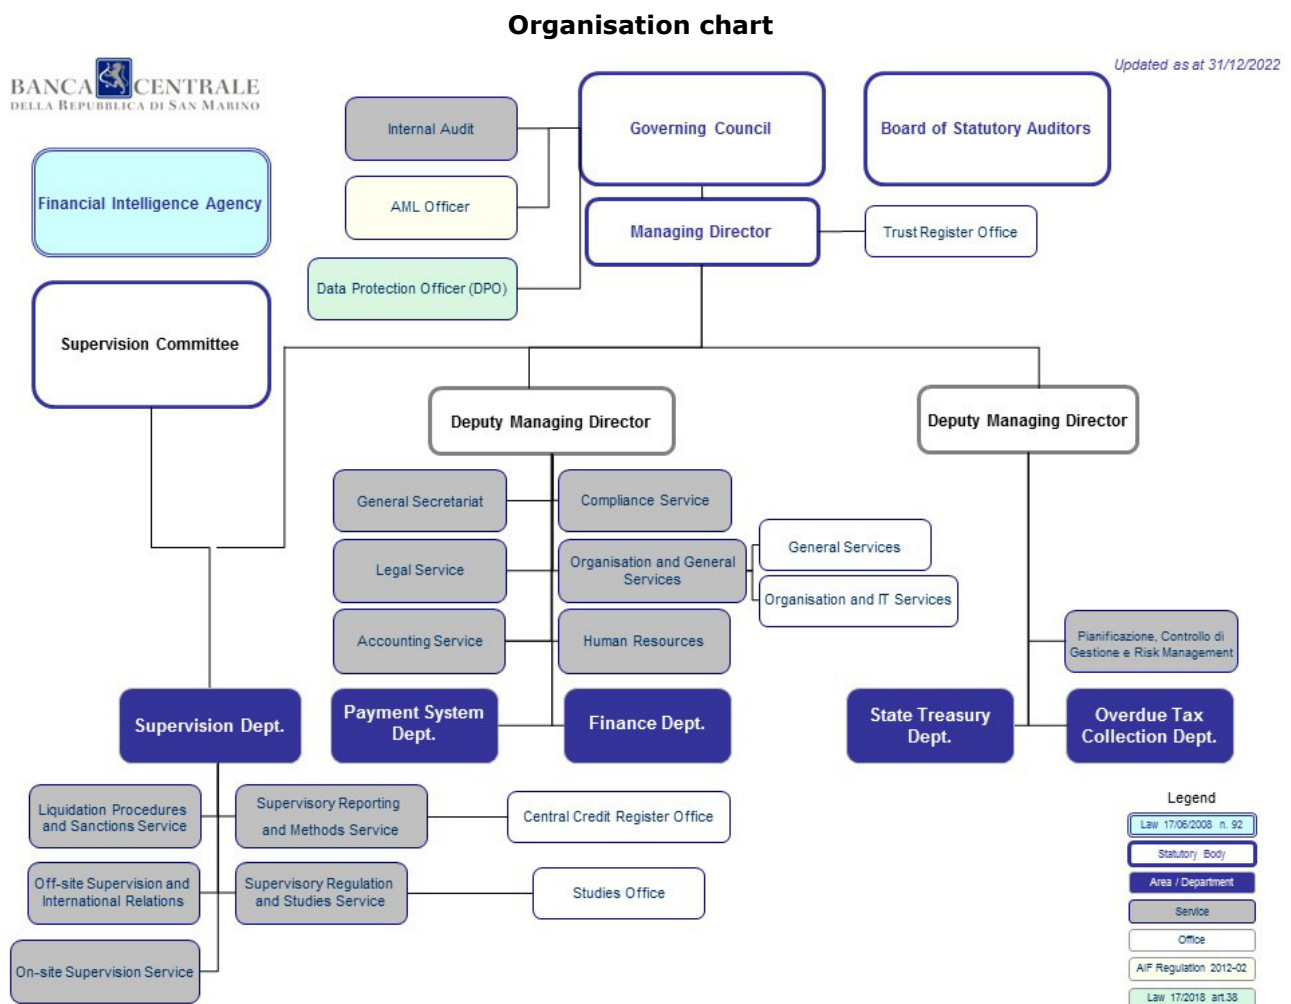 Organisation chart
Updated as at 31/12/2022
BANCA CENTRALE
DELLA REPUBBLICA DI SAN MARINO
Internal Audit
Governing Council
Board of Statutory Auditors
Financial Intelligence Agency
AML Officer
Managing Director
Trust Register Office
Data Protection Officer (DPO)
Supervision Committee
Deputy Managing Director
Deputy Managing Director
General Secretariat
Compliance Service
Legal Service
Organisation and General
Services
General Services
Organisation and IT Services
Accounting Service
Human Resources
Pianificazione, Controllo di
Gestione e Risk Management
Supervision Dept.
Payment System
Dept.
Finance Dept.
State Treasury
Dept.
Overdue Tax
Collection Dept.
Liquidation Procedures
and Sanctions Service
Supervisory Reporting
and Methods Service
Central Credit Register Office
Off-site Supervision and
International Relations
Supervisory Regulation
and Studies Service
Studies Office
On-site Supervision Service
Legend
Law 17/06/2008 n. 92
Statutory Body
Area / Department
Service
Office
AIF Regulation 2012-02
Law 17/2018 art.38